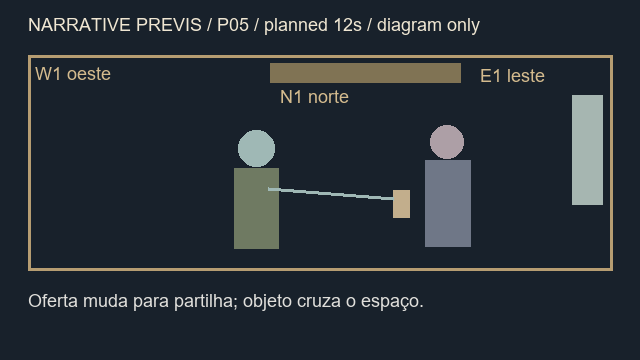 NARRATIVE PREVIS / P05 / planned 12s / diagram only
W1 oeste
E1 leste
N1 norte
Oferta muda para partilha; objeto cruza o espaço.